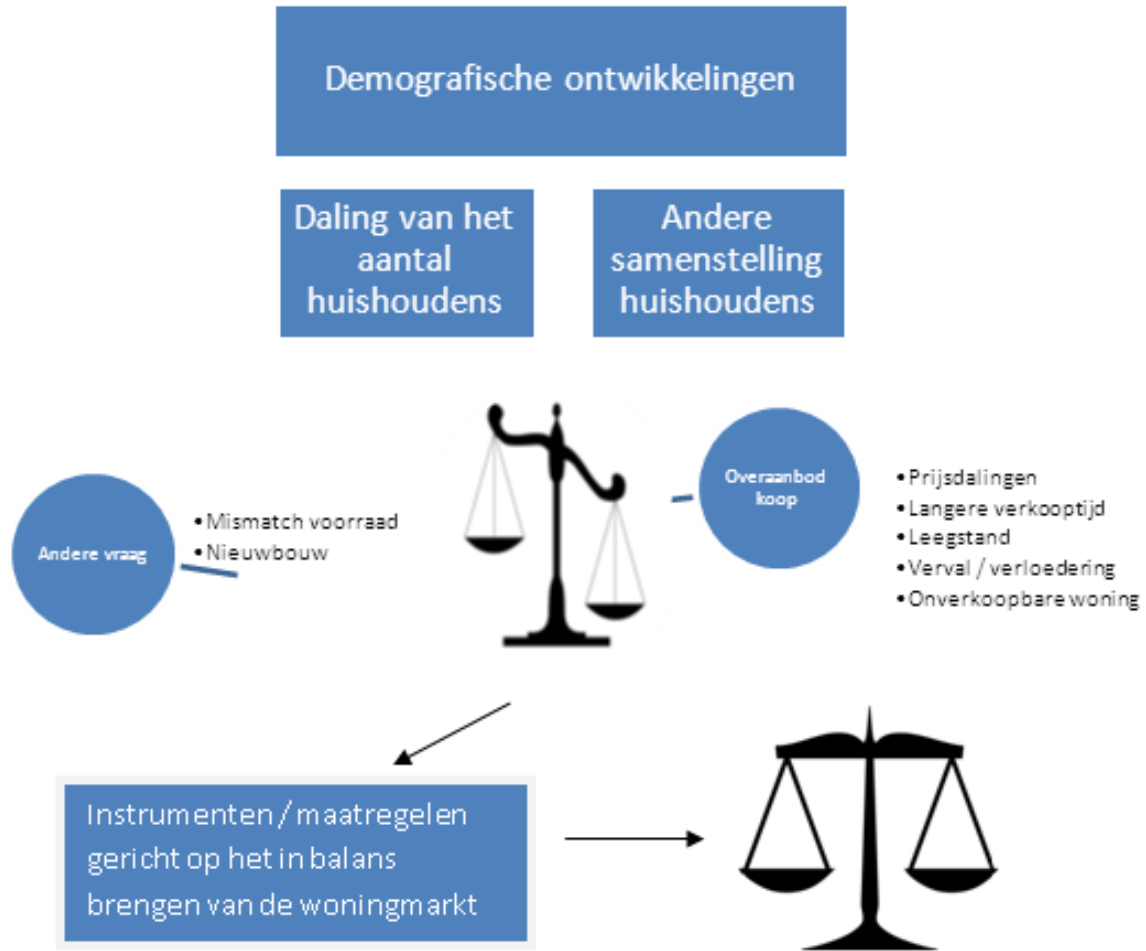 Demografische ontwikkelingen
Daling van het
aantal
huishoudens
Andere
samenstelling
huishoudens
Andere vraag
•Mismatch voorraad
•Nieuwbouw
Overaanbod
koop
•Prijsdalingen
•Langere verkooptijd
•Leegstand
•Verval / verloedering
•Onverkoopbare woning
Instrumenten / maatregelen
gericht op het in balans
brengen van de woningmarkt